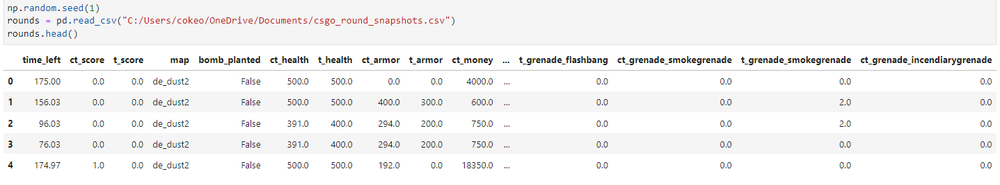 np.random.seed(1)
rounds = pd.read_csv("C:/Users/cokeo/OneDrive/Documents/csgo_round_snapshots.csv")
rounds.head()
time_left ct_score t_score map bomb_planted ct_health t_health ct_armor t_armor ct_money ... t_grenade_flashbang ct_grenade_smokegrenade t_grenade_smokegrenade ct_grenade_incendiarygrenade
0 175.00 0.0 0.0 de_dust2 False 500.0 500.0 0.0 0.0 4000.0 ... 0.0 0.0 0.0 0.0
1 156.03 0.0 0.0 de_dust2 False 500.0 500.0 400.0 300.0 600.0 ... 0.0 0.0 2.0 0.0
2 96.03 0.0 0.0 de_dust2 False 391.0 400.0 294.0 200.0 750.0 ... 0.0 0.0 2.0 0.0
3 76.03 0.0 0.0 de_dust2 False 391.0 400.0 294.0 200.0 750.0 ... 0.0 0.0 0.0 0.0
4 174.97 1.0 0.0 de_dust2 False 500.0 500.0 192.0 0.0 18350.0 ... 0.0 0.0 0.0 0.0